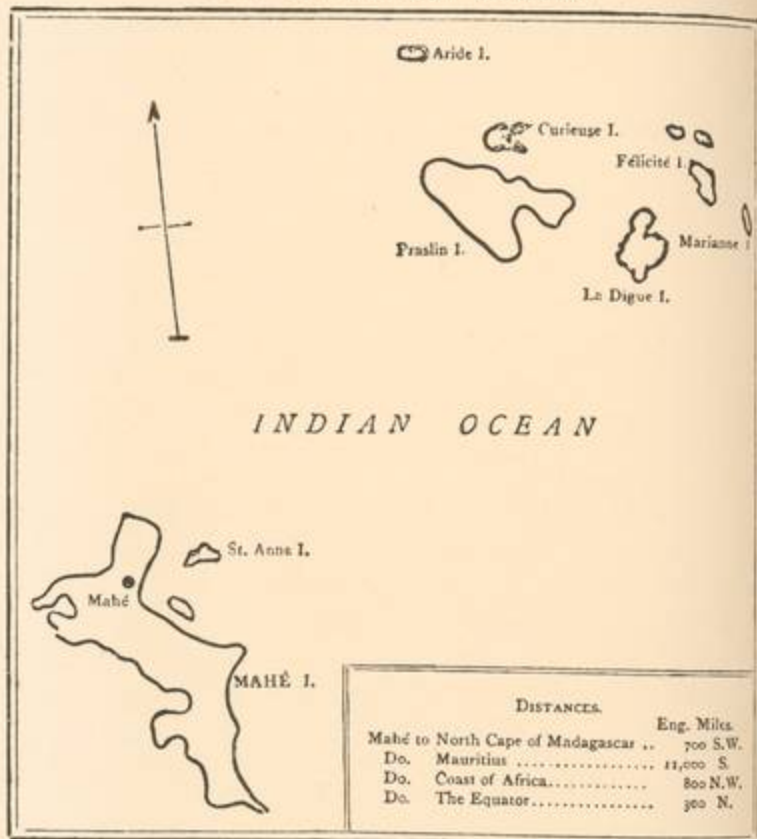 Aride I.
Curieuse I.
Félicité I.
Praslin I.
Marianne I
La Digue I.
INDIAN OCEAN
St. Anne I.
Mahé
MAHÉ I.
DISTANCES.
Eng. Miles.
Mahé to North Cape of Madagascar .. 700 S.W.
Do. Mauritius .................... 11,000 S.
Do. Coast of Africa............. 800 N.W.
Do. The Equator................. 300 N.